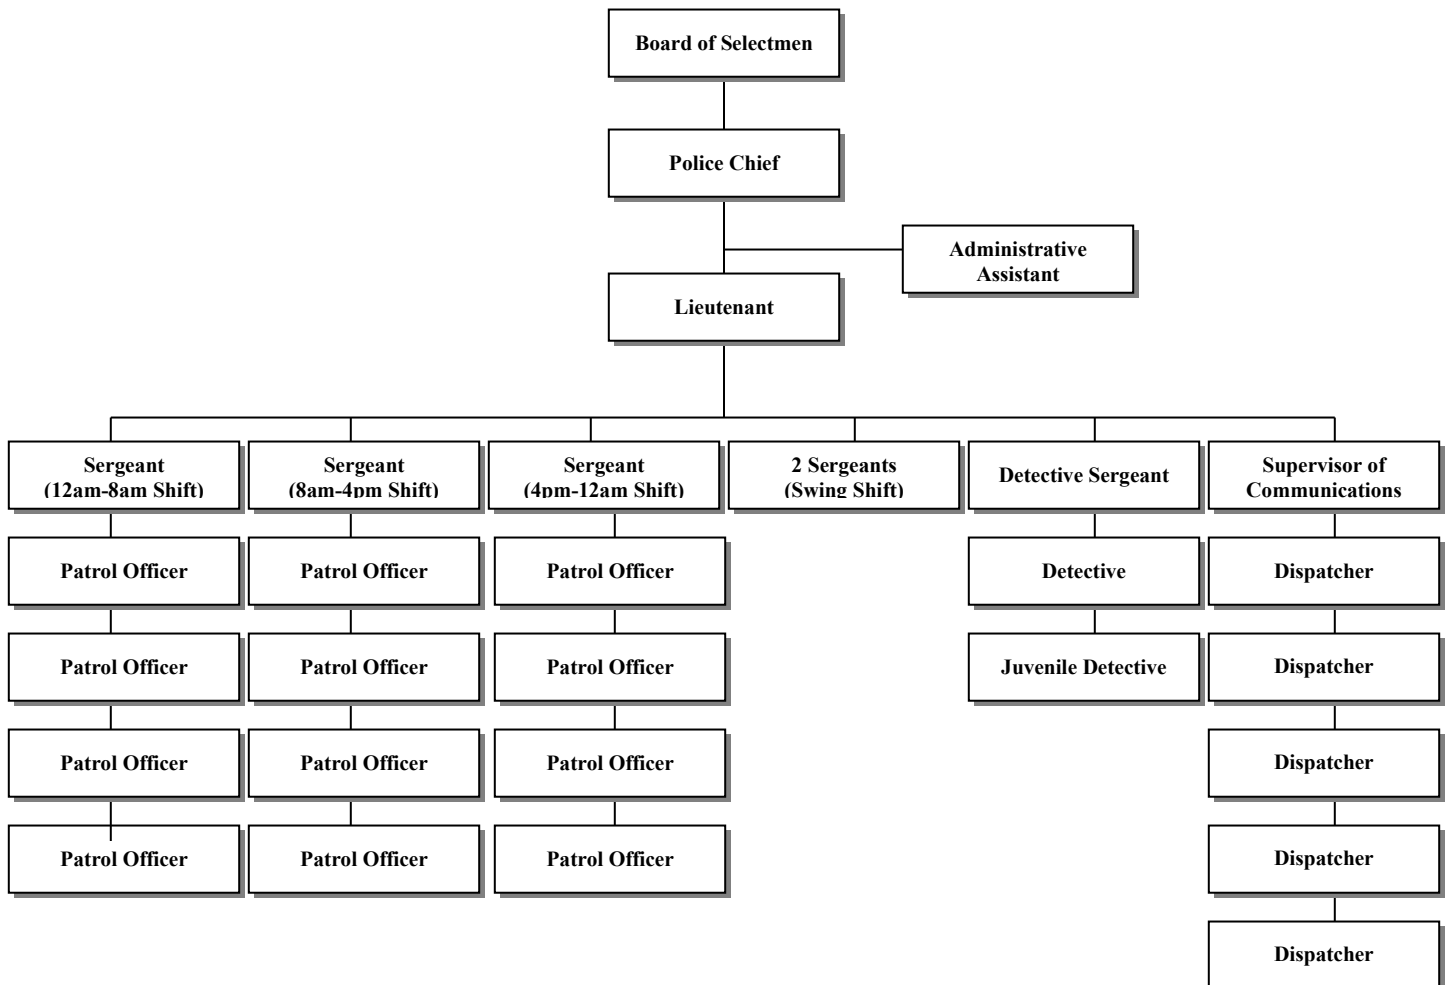 Board of Selectmen
Police Chief
Administrative
Assistant
Lieutenant
Sergeant
(12am-8am Shift)
Sergeant
(8am-4pm Shift)
Sergeant
(4pm-12am Shift)
2 Sergeants
(Swing Shift)
Detective Sergeant
Supervisor of
Communications
Patrol Officer
Patrol Officer
Patrol Officer
Detective
Dispatcher
Patrol Officer
Patrol Officer
Patrol Officer
Juvenile Detective
Dispatcher
Patrol Officer
Patrol Officer
Patrol Officer
Dispatcher
Patrol Officer
Patrol Officer
Patrol Officer
Dispatcher
Dispatcher